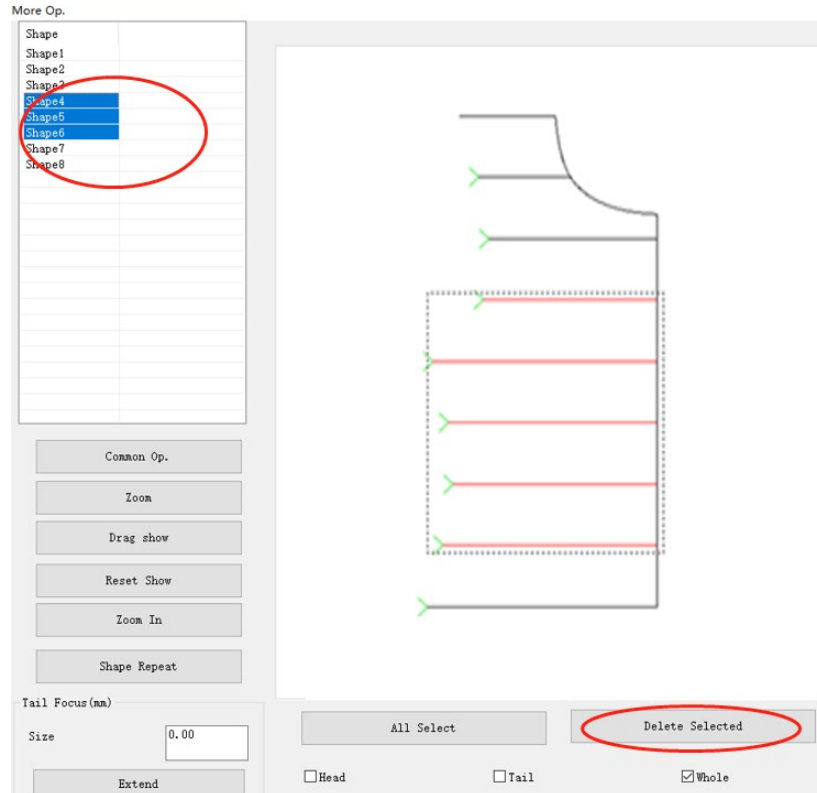 More Op.
Shape
Shape1
Shape2
Shape3
Shape4
Shape5
Shape6
Shape7
Shape8
Common Op.
Zoom
Drag show
Reset Show
Zoom In
Shape Repeat
Tail Focus(mm)
Size 0.00
Extend
All Select Delete Selected
Head Tail Whole